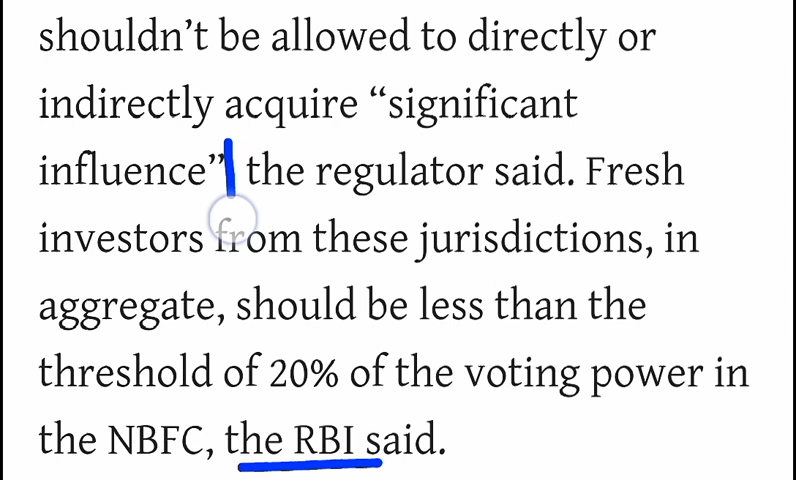 shouldn’t be allowed to directly or
indirectly acquire “significant
influence” the regulator said. Fresh
investors from these jurisdictions, in
aggregate, should be less than the
threshold of 20% of the voting power in
the NBFC, the RBI said.